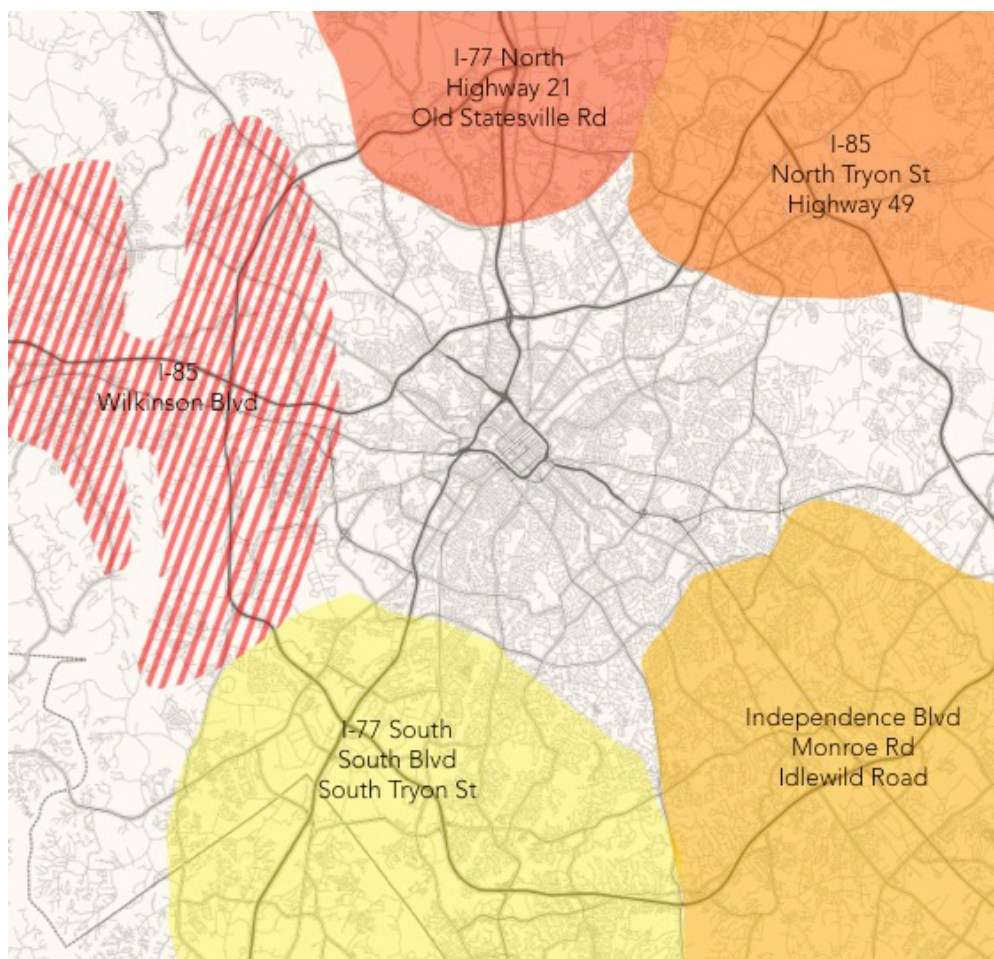 I-77 North
Highway 21
Old Statesville Rd
I-85
North Tryon St
Highway 49
I-85
Wilkinson Blvd
I-77 South
South Blvd
South Tryon St
Independence Blvd
Monroe Rd
Idlewild Road